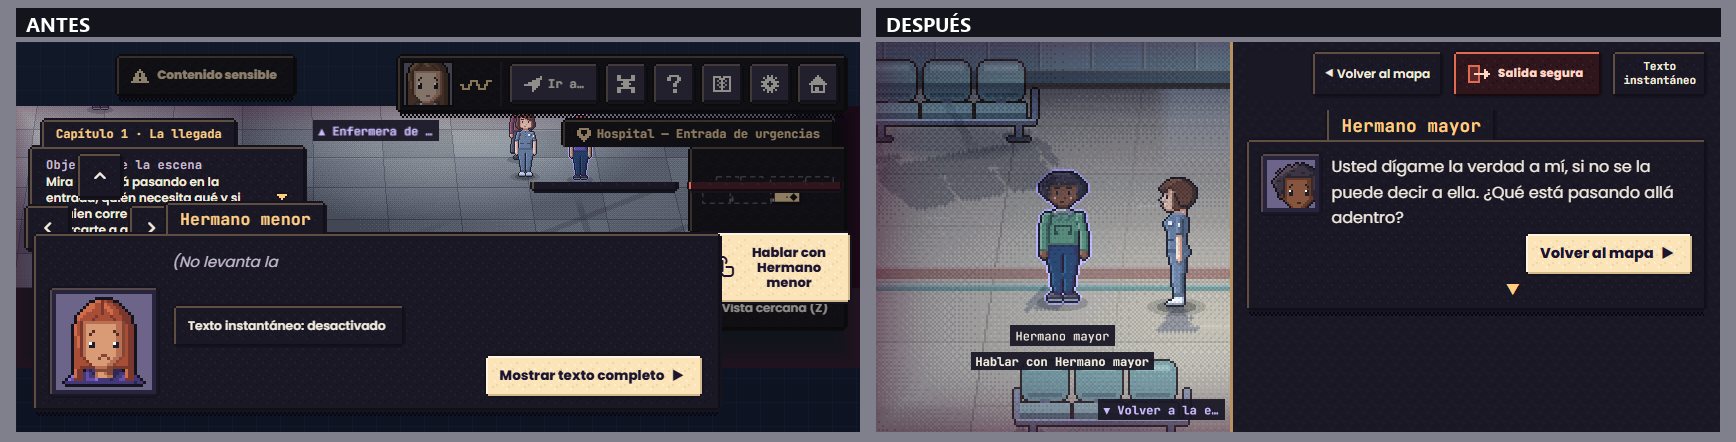 ANTES
Contenido sensible
Ir a…
Capítulo 1 · La llegada
▲ Enfermera de …
Hospital — Entrada de urgencias
Obje e la escena
Mira á pasando en la
entrada, quién necesita qué y si
ien corre
rcarte a a
Hermano menor
(No levanta la
Hablar con
Hermano
menor
Vista cercana (Z)
Texto instantáneo: desactivado
Mostrar texto completo ▶
DESPUÉS
◀ Volver al mapa
Salida segura
Texto
instantáneo
Hermano mayor
Usted dígame la verdad a mí, si no se la
puede decir a ella. ¿Qué está pasando allá
adentro?
Volver al mapa ▶
Hermano mayor
Hablar con Hermano mayor
▼ Volver a la e…